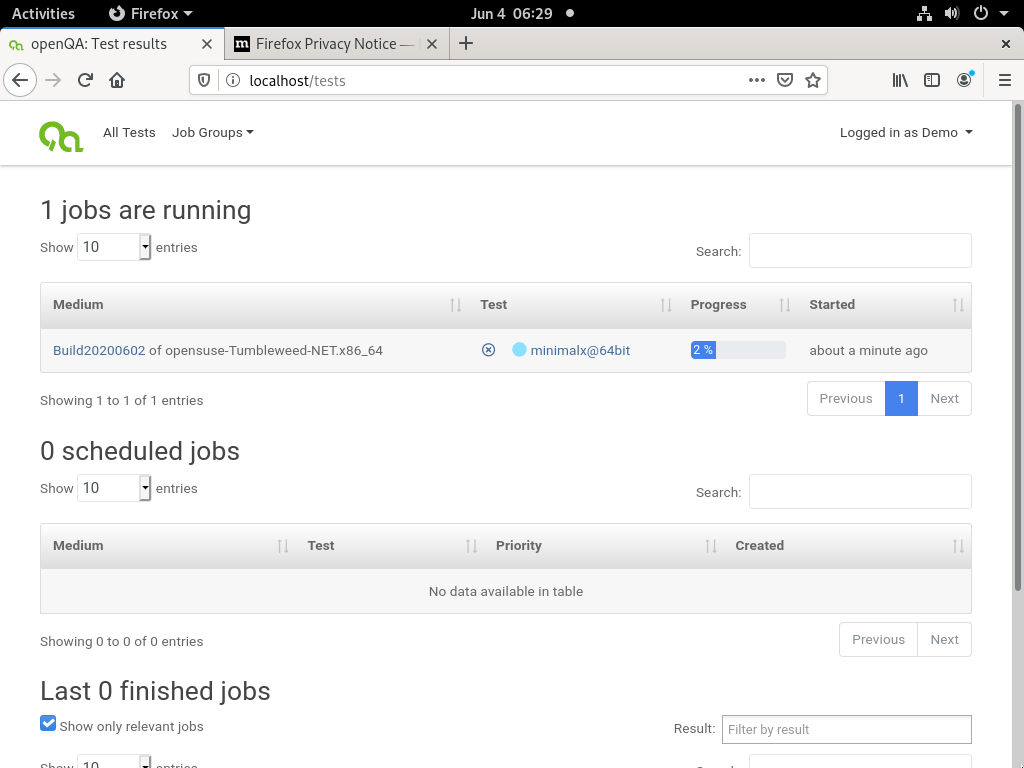 Activities Firefox Jun 4 06:29
openQA: Test results Firefox Privacy Notice —
localhost/tests
All Tests Job Groups Logged in as Demo
1 jobs are running
Show 10 entries Search:
Medium Test Progress Started
Build20200602 of opensuse-Tumbleweed-NET.x86_64 minimalx@64bit 2 % about a minute ago
Showing 1 to 1 of 1 entries Previous 1 Next
0 scheduled jobs
Show 10 entries Search:
Medium Test Priority Created
No data available in table
Showing 0 to 0 of 0 entries Previous Next
Last 0 finished jobs
Show only relevant jobs Result: Filter by result
Show 10 entries